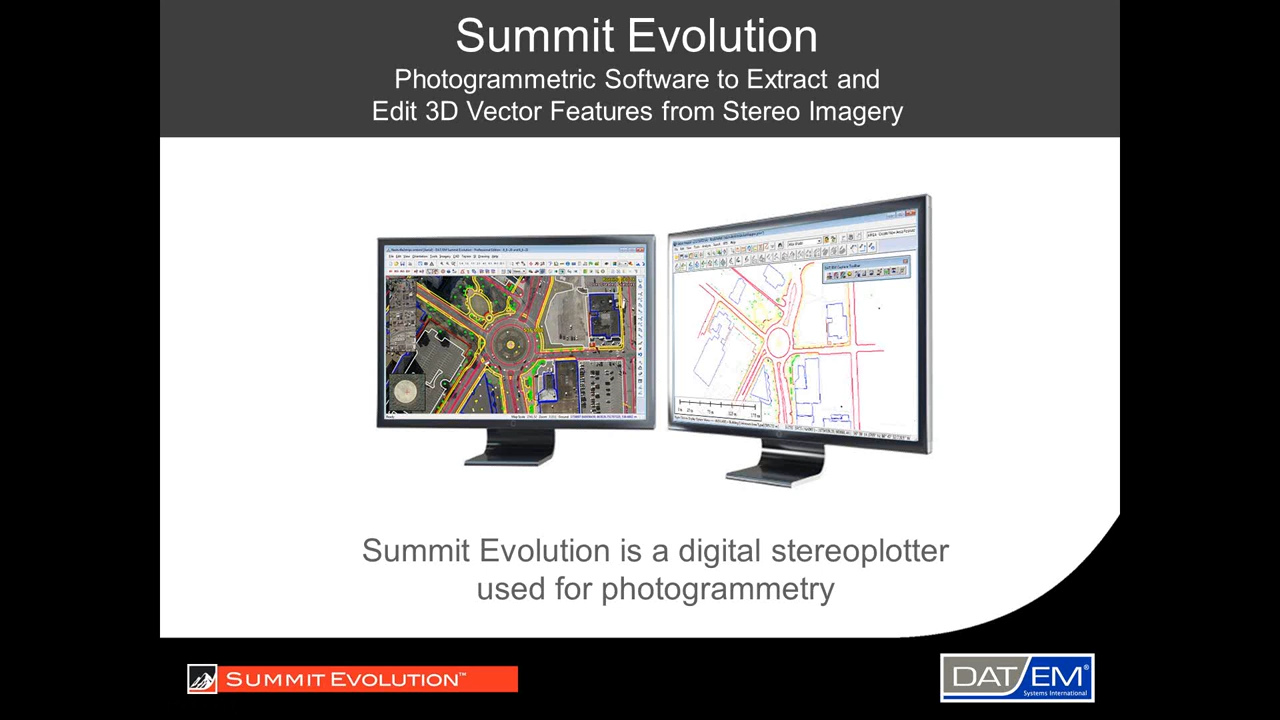 Summit Evolution
Photogrammetric Software to Extract and
Edit 3D Vector Features from Stereo Imagery
Summit Evolution is a digital stereoplotter
used for photogrammetry
SUMMIT EVOLUTION™
DAT/EM®
Systems International